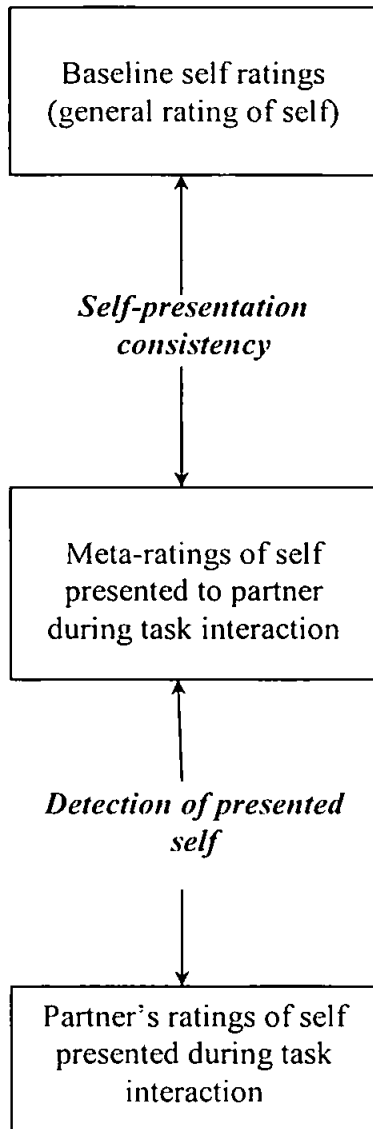 Baseline self ratings
(general rating of self)
Self-presentation
consistency
Meta-ratings of self
presented to partner
during task interaction
Detection of presented
self
Partner's ratings of self
presented during task
interaction